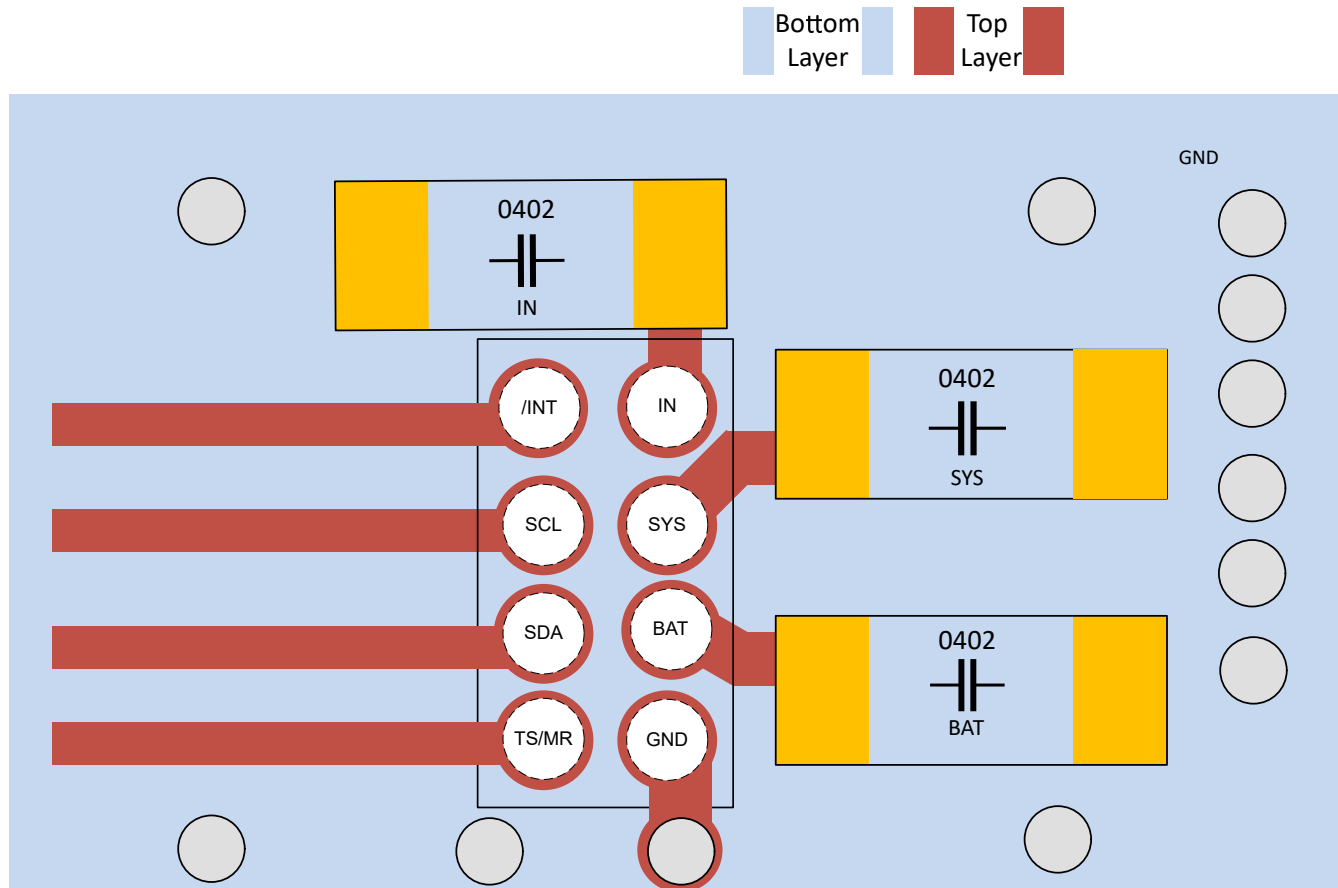 Bottom
Layer
Top
Layer
GND
0402
IN
/INT
IN
0402
SYS
SCL
SYS
SDA
BAT
0402
BAT
TS/MR
GND